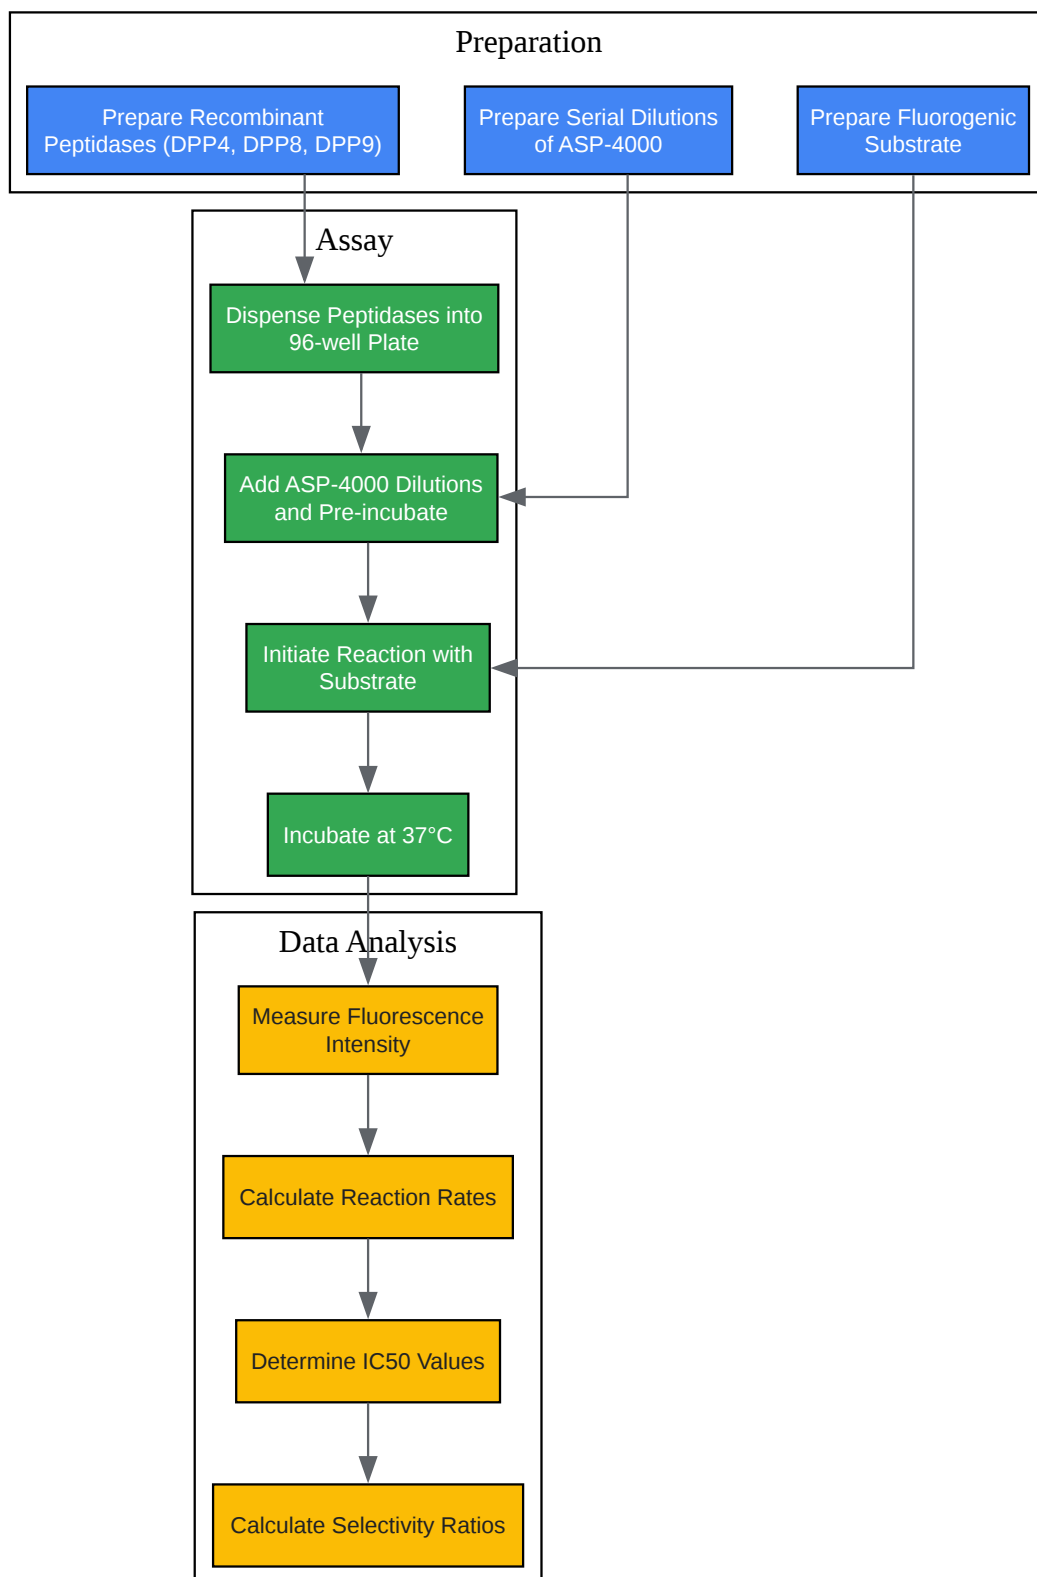 Preparation
Prepare Recombinant
Peptidases (DPP4, DPP8, DPP9)
Prepare Serial Dilutions
of ASP-4000
Prepare Fluorogenic
Substrate
Assay
Dispense Peptidases into
96-well Plate
Add ASP-4000 Dilutions
and Pre-incubate
Initiate Reaction with
Substrate
Incubate at 37°C
Data Analysis
Measure Fluorescence
Intensity
Calculate Reaction Rates
Determine IC50 Values
Calculate Selectivity Ratios